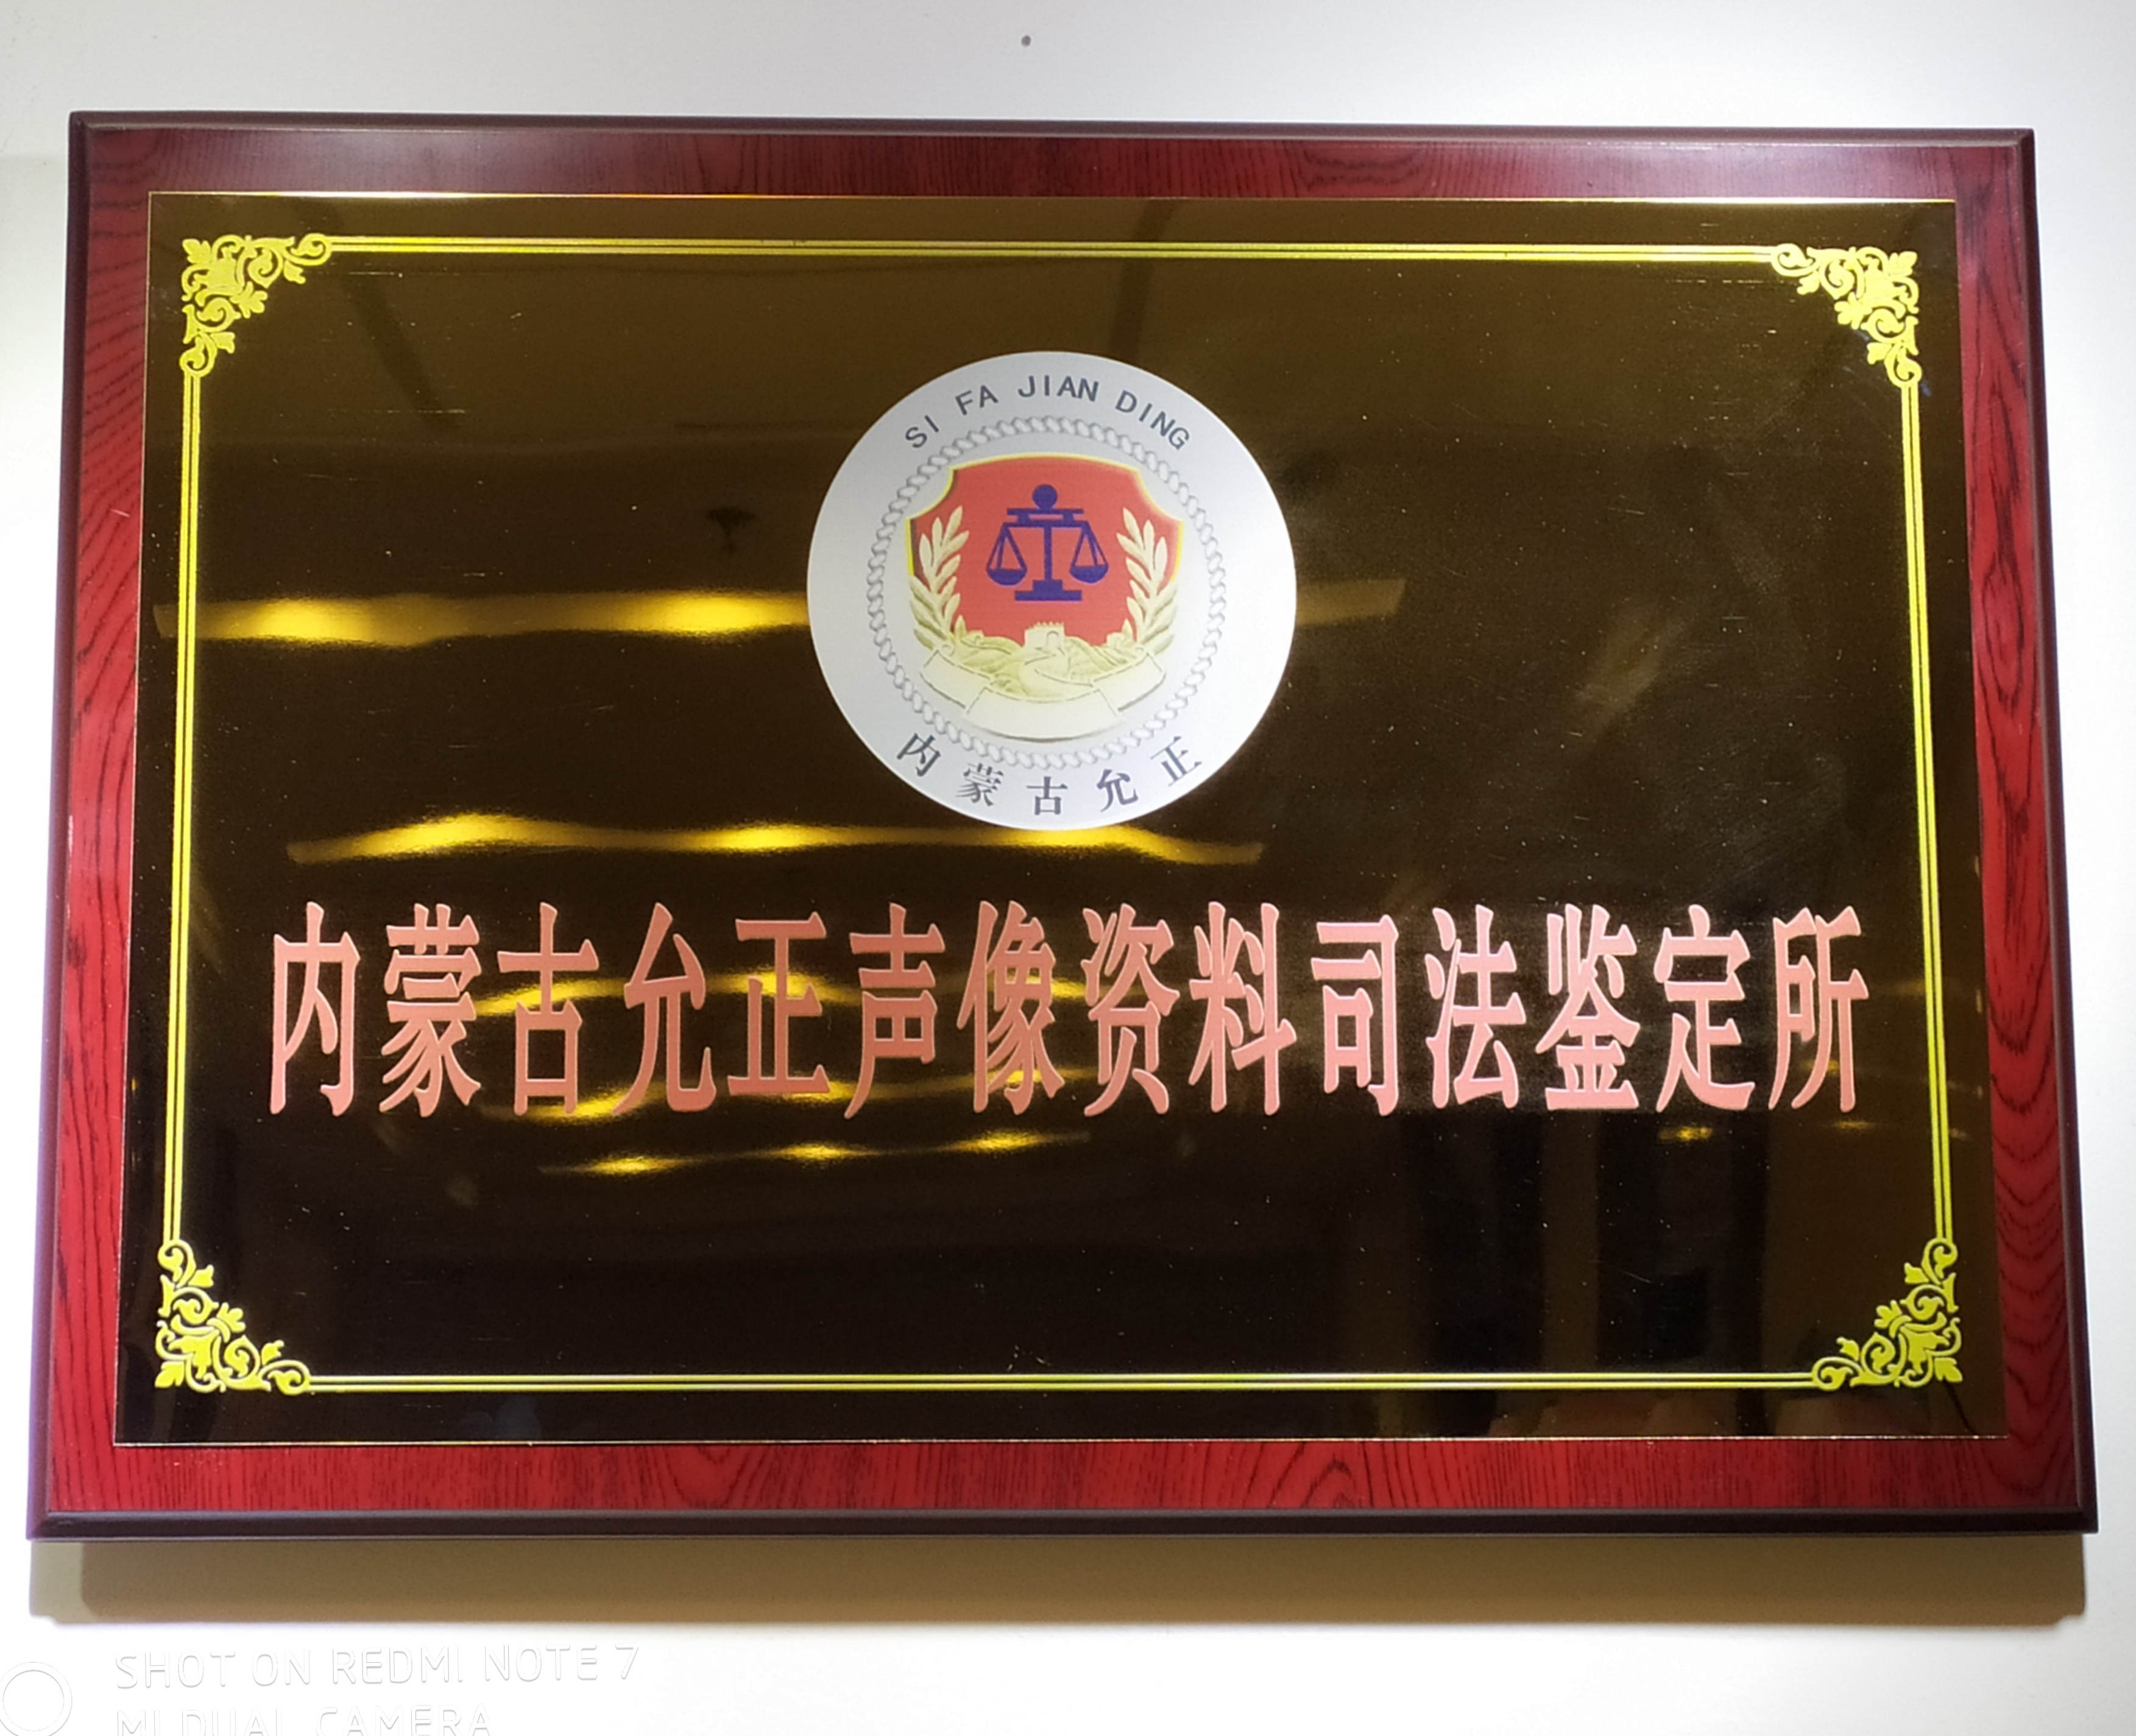 SI FA JIAN DING
内蒙古允正
内蒙古允正声像资料司法鉴定所
SHOT ON REDMI NOTE 7
MI DUAL CAMERA